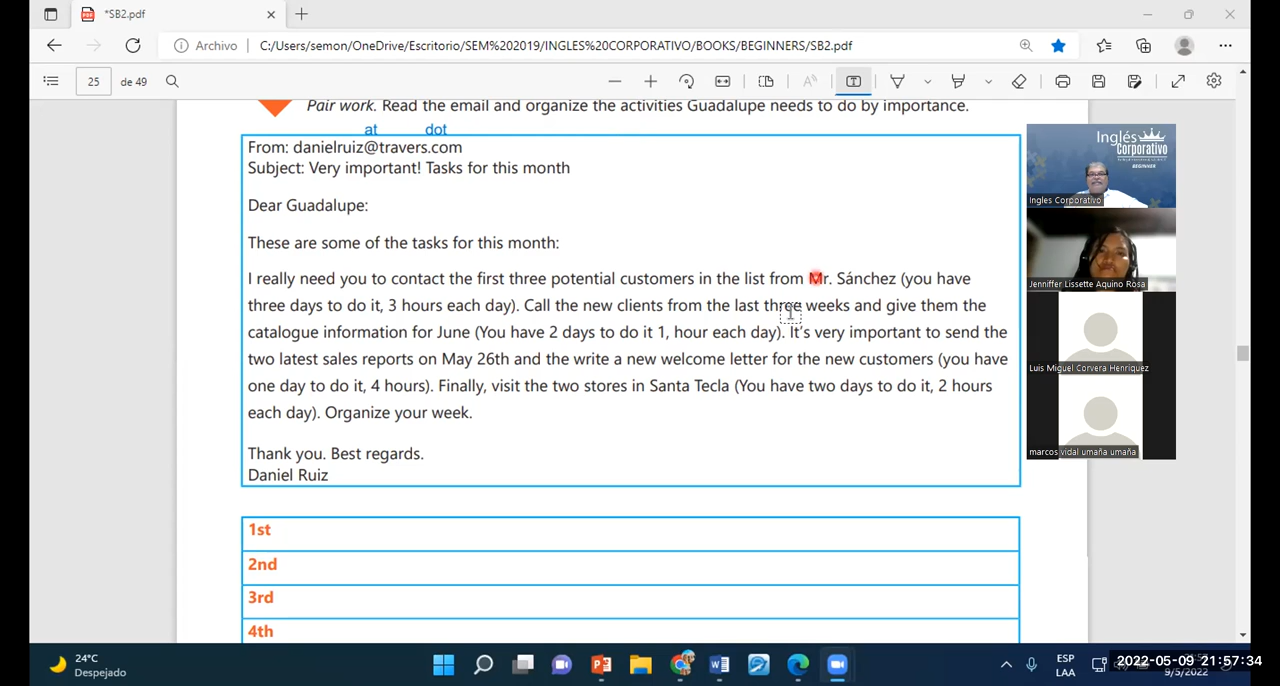 *SB2.pdf
Archivo
C:/Users/semon/OneDrive/Escritorio/SEM%202019/INGLES%20CORPORATIVO/BOOKS/BEGINNERS/SB2.pdf
25 de 49
Pair work. Read the email and organize the activities Guadalupe needs to do by importance.
at dot
From: danielruiz@travers.com
Subject: Very important! Tasks for this month
Dear Guadalupe:
These are some of the tasks for this month:
I really need you to contact the first three potential customers in the list from Mr. Sánchez (you have
three days to do it, 3 hours each day). Call the new clients from the last three weeks and give them the
catalogue information for June (You have 2 days to do it 1, hour each day). It's very important to send the
two latest sales reports on May 26th and the write a new welcome letter for the new customers (you have
one day to do it, 4 hours). Finally, visit the two stores in Santa Tecla (You have two days to do it, 2 hours
each day). Organize your week.
Thank you. Best regards.
Daniel Ruiz
1st
2nd
3rd
4th
Inglés
Corporativo
BEGINNER
Ingles Corporativo
Jenniffer Lissette Aquino Rosa
Luis Miguel Corvera Henriquez
marcos vidal umaña umaña
24°C
Despejado
ESP
LAA
2022-05-09 21:57:34
9/5/2022